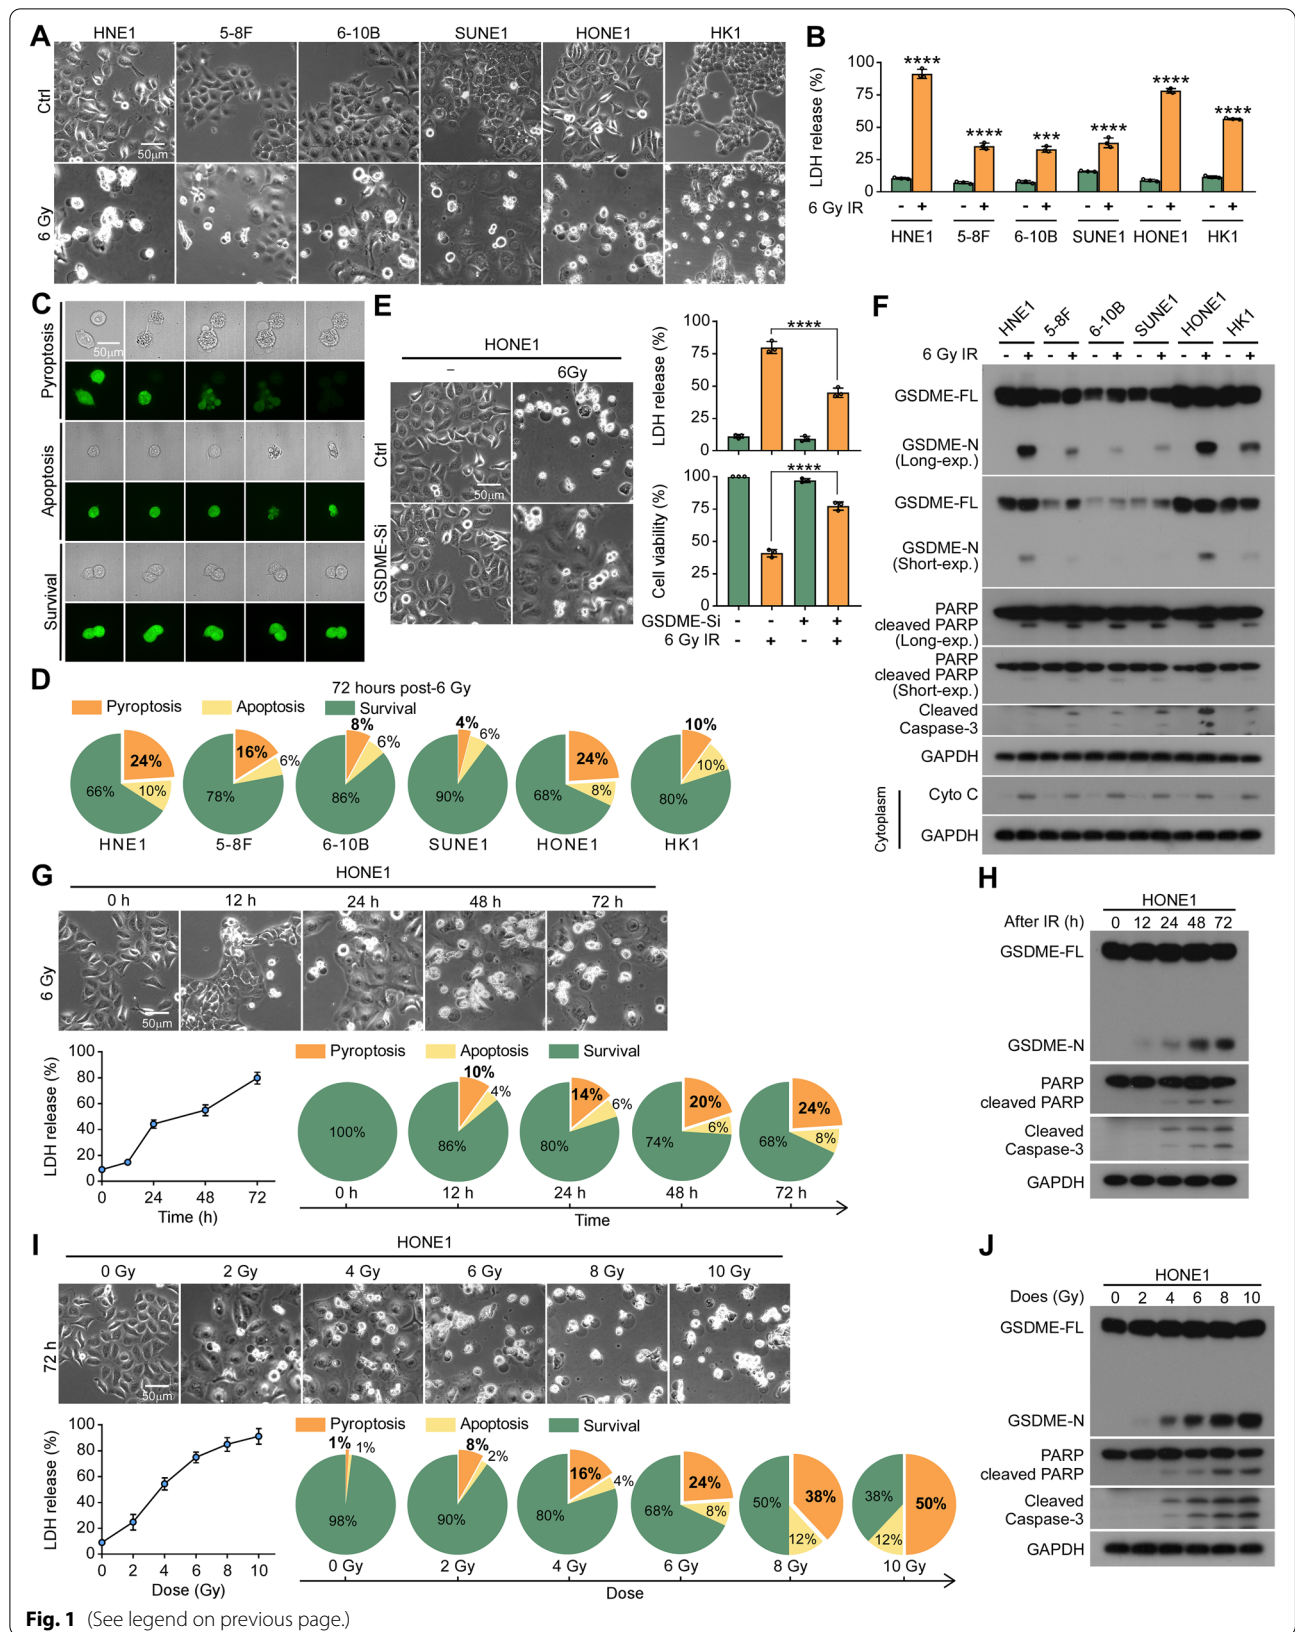 A
HNE1 5-8F 6-10B SUNE1 HONE1 HK1
Ctrl
50μm
6 Gy
B
LDH release (%)
100
75
50
25
0
**** **** *** **** **** ****
6 Gy IR - + - + - + - + - + - +
HNE1 5-8F 6-10B SUNE1 HONE1 HK1
C
Pyroptosis
50μm
Apoptosis
Survival
D
72 hours post-6 Gy
Pyroptosis Apoptosis Survival
24% 10% 66%
HNE1
16% 6% 78%
5-8F
8% 6% 86%
6-10B
4% 6% 90%
SUNE1
24% 8% 68%
HONE1
10% 10% 80%
HK1
E
HONE1
– 6Gy
Ctrl
50μm
GSDME-Si
LDH release (%)
100
75
50
25
0
****
Cell viability (%)
100
75
50
25
0
****
GSDME-Si - - + +
6 Gy IR - + - +
F
HNE1 5-8F 6-10B SUNE1 HONE1 HK1
6 Gy IR - + - + - + - + - + - +
GSDME-FL
GSDME-N
(Long-exp.)
GSDME-FL
GSDME-N
(Short-exp.)
PARP
cleaved PARP
(Long-exp.)
PARP
cleaved PARP
(Short-exp.)
Cleaved
Caspase-3
GAPDH
Cytoplasm
Cyto C
GAPDH
G
HONE1
0 h 12 h 24 h 48 h 72 h
6 Gy
50μm
LDH release (%)
100
80
60
40
20
0
0 24 48 72
Time (h)
Pyroptosis Apoptosis Survival
100%
0 h
10% 4% 86%
12 h
14% 6% 80%
24 h
20% 6% 74%
48 h
24% 8% 68%
72 h
Time
H
HONE1
After IR (h) 0 12 24 48 72
GSDME-FL
GSDME-N
PARP
cleaved PARP
Cleaved
Caspase-3
GAPDH
I
HONE1
0 Gy 2 Gy 4 Gy 6 Gy 8 Gy 10 Gy
72 h
50μm
LDH release (%)
100
80
60
40
20
0
0 2 4 6 8 10
Dose (Gy)
Pyroptosis Apoptosis Survival
1% 1% 98%
0 Gy
8% 2% 90%
2 Gy
16% 4% 80%
4 Gy
24% 8% 68%
6 Gy
38% 12% 50%
8 Gy
50% 12% 38%
10 Gy
Dose
J
HONE1
Does (Gy) 0 2 4 6 8 10
GSDME-FL
GSDME-N
PARP
cleaved PARP
Cleaved
Caspase-3
GAPDH
Fig. 1 (See legend on previous page.)